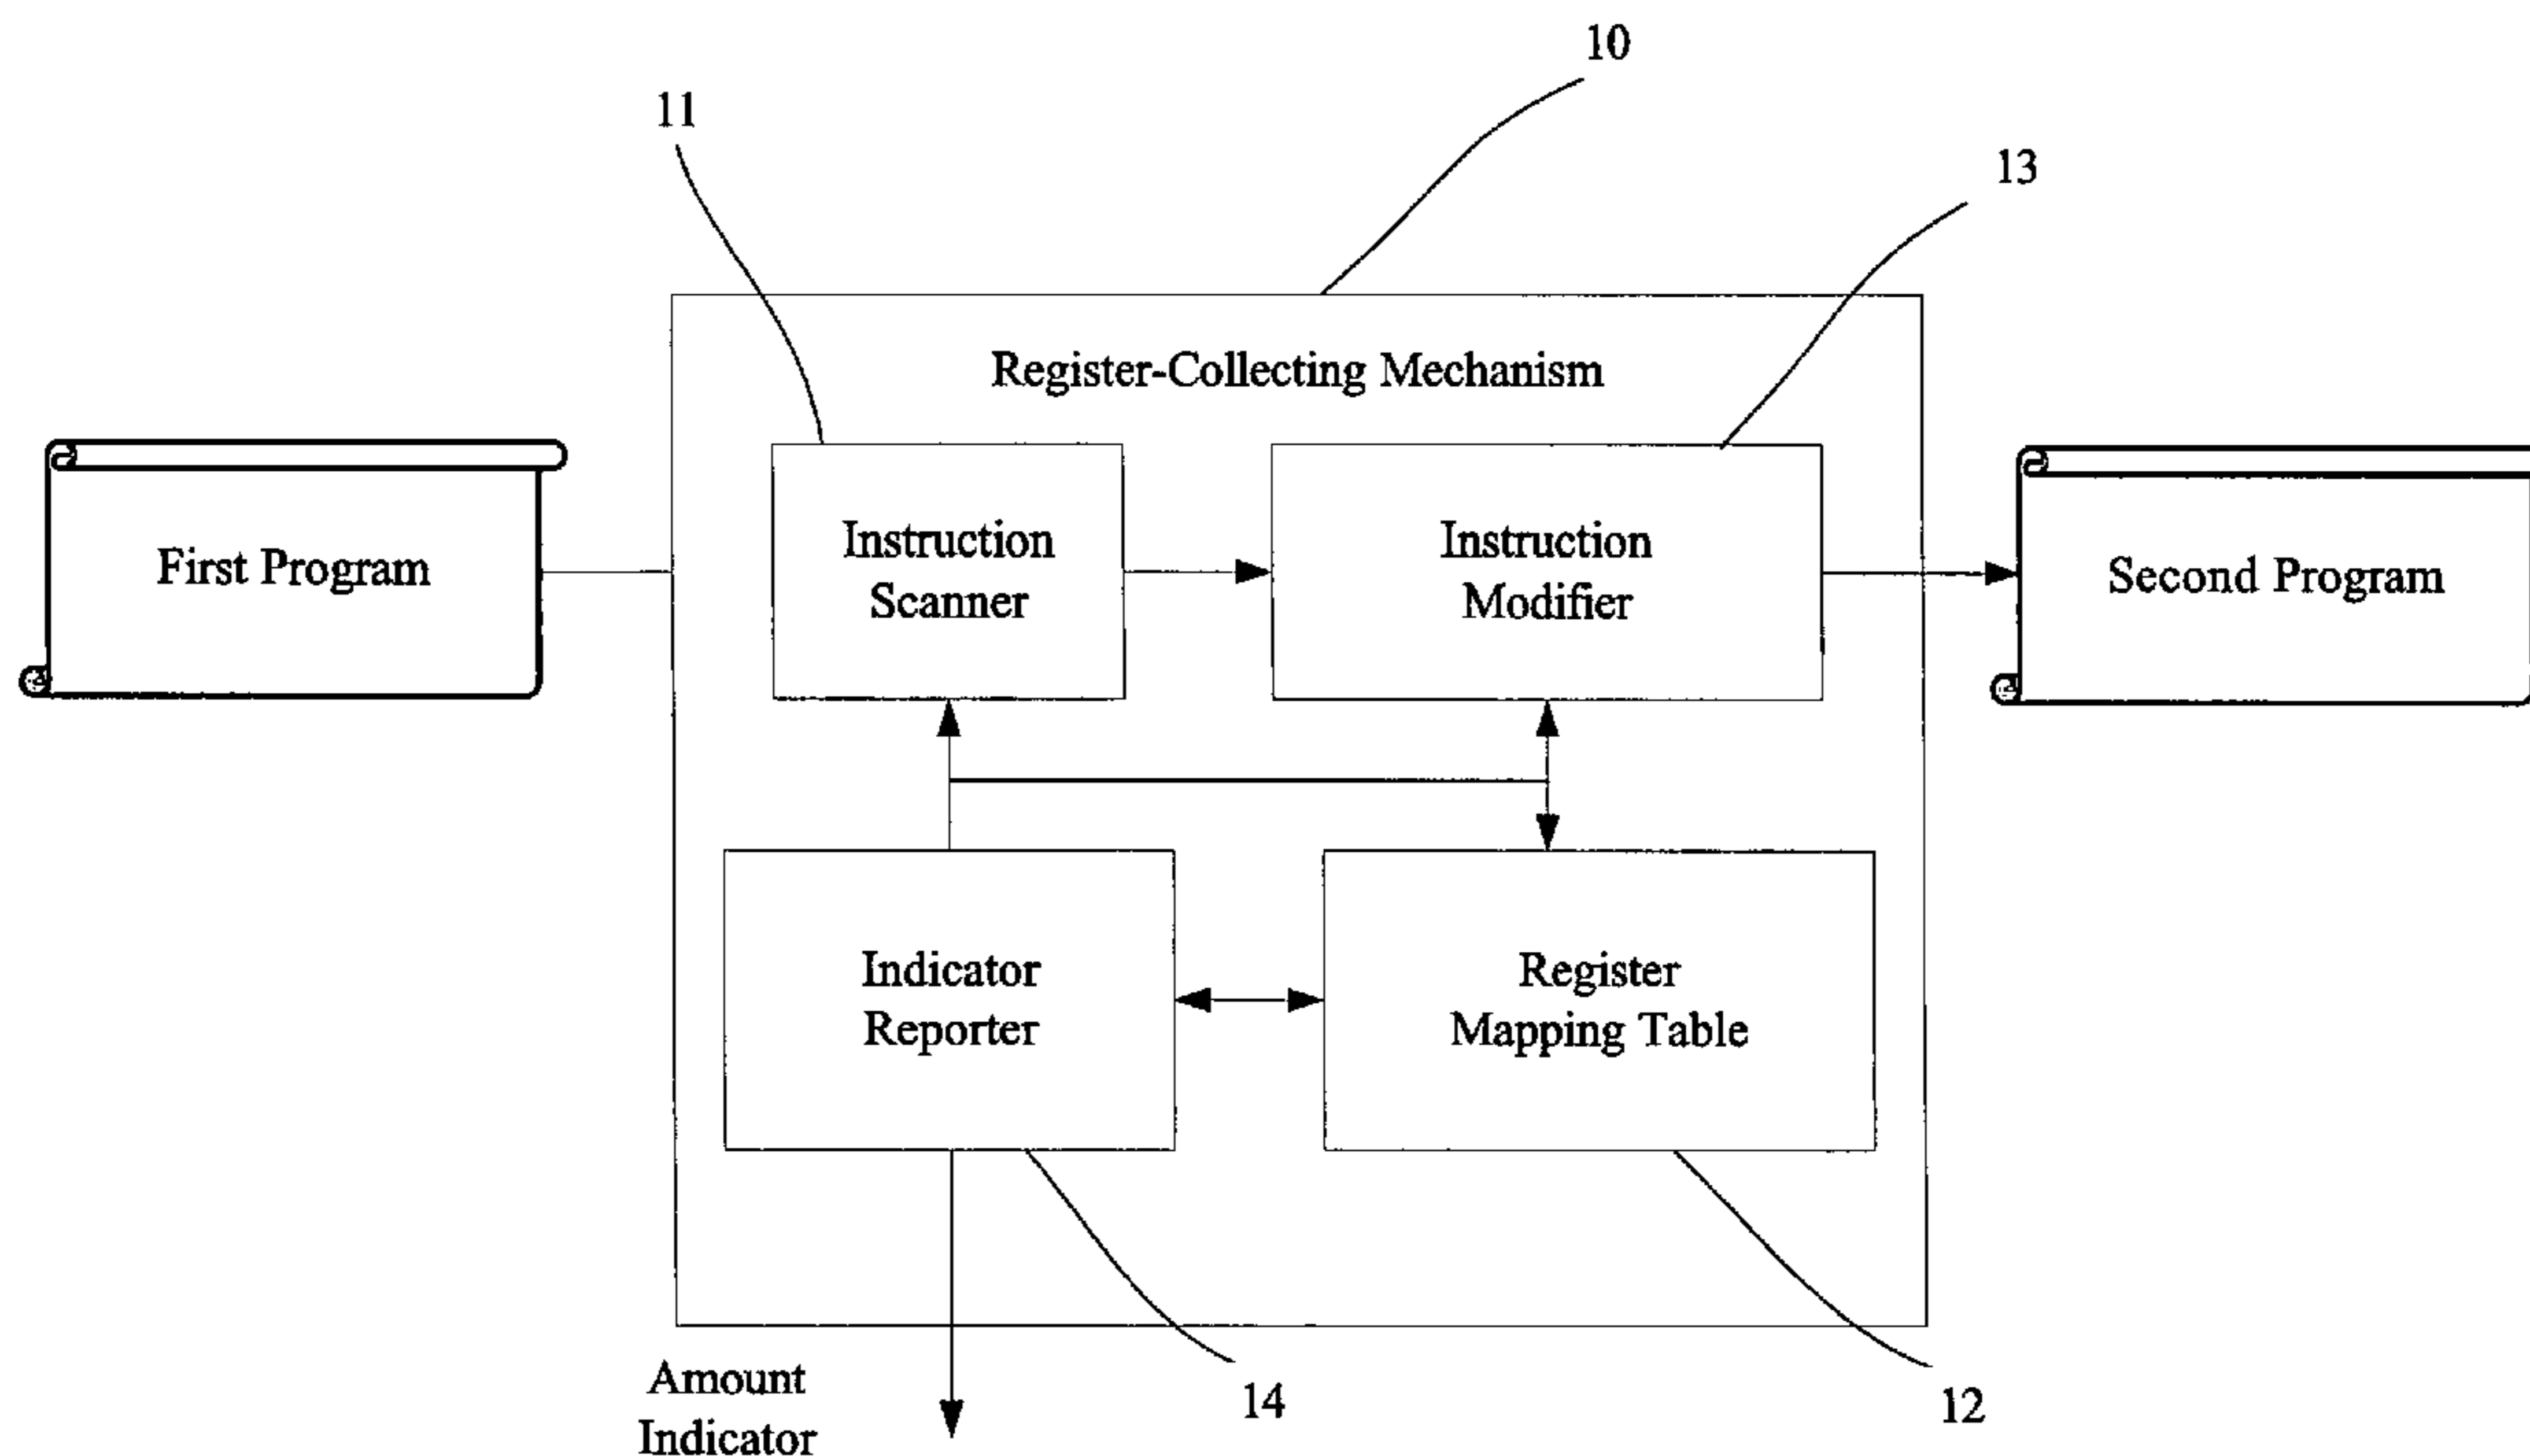 10
11
13
Register-Collecting Mechanism
First Program
Instruction
Scanner
Instruction
Modifier
Second Program
Indicator
Reporter
Register
Mapping Table
Amount
Indicator
14
12